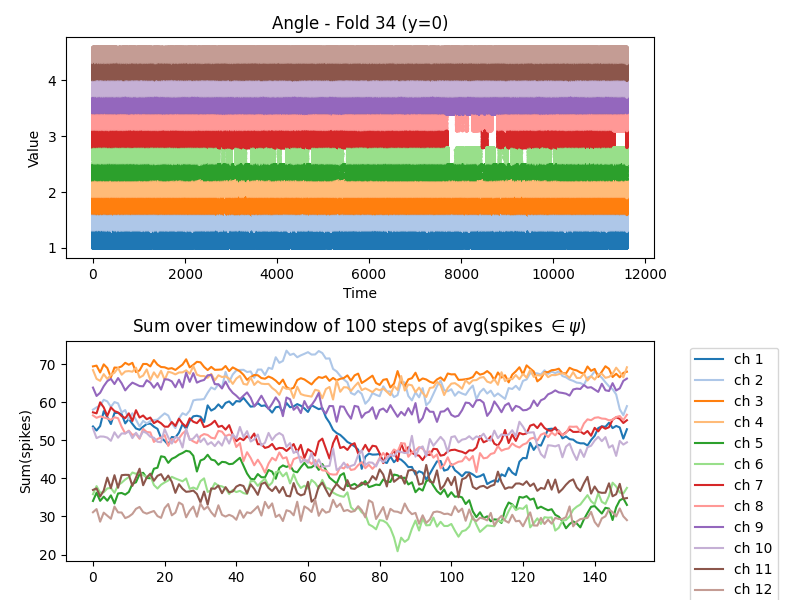 Angle - Fold 34 (y=0)
Value
4
3
2
1
0 2000 4000 6000 8000 10000 12000
Time
Sum over timewindow of 100 steps of avg(spikes ∈ ψ)
Sum(spikes)
70
60
50
40
30
20
0 20 40 60 80 100 120 140
ch 1
ch 2
ch 3
ch 4
ch 5
ch 6
ch 7
ch 8
ch 9
ch 10
ch 11
ch 12